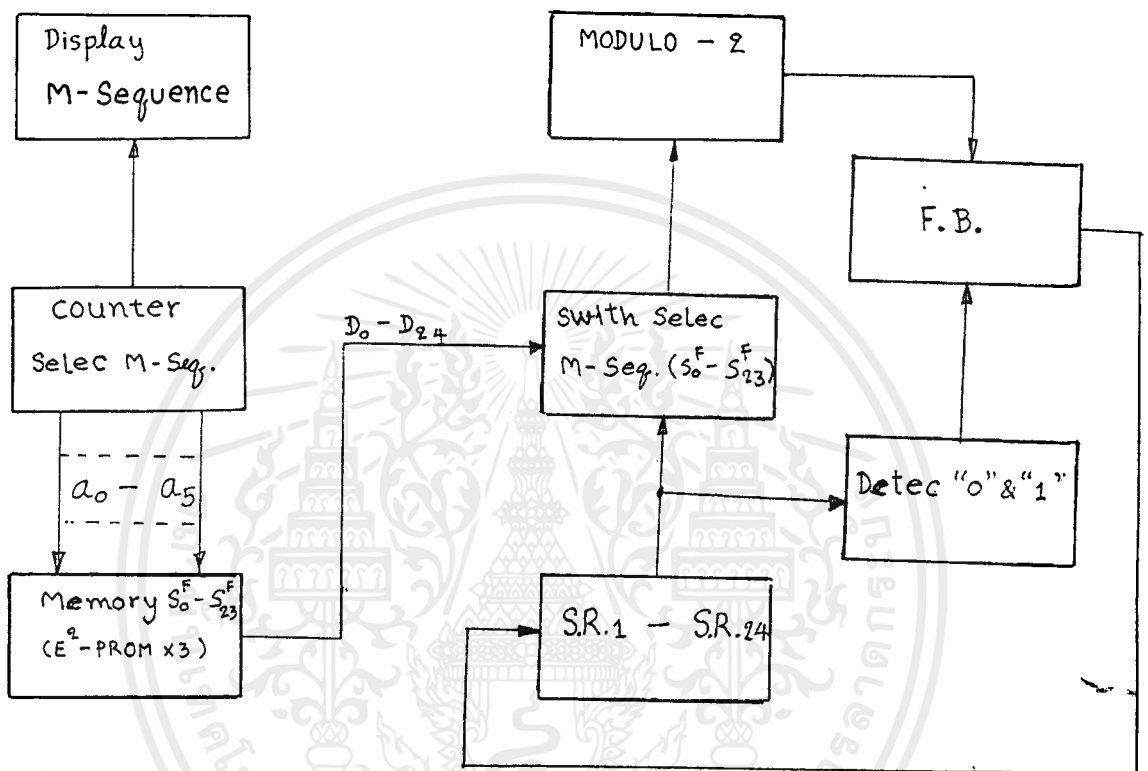 Display
M-Sequence
MODULO - 2
F.B.
counter
Selec M-Seq.
D₀ - D₂₄
swith Selec
M-Seq. (S₀ᶠ - S₂₃ᶠ)
a₀ - a₅
Detec "0" & "1"
Memory S₀ᶠ - S₂₃ᶠ
(E²-PROM x3)
S.R.1 - S.R.24